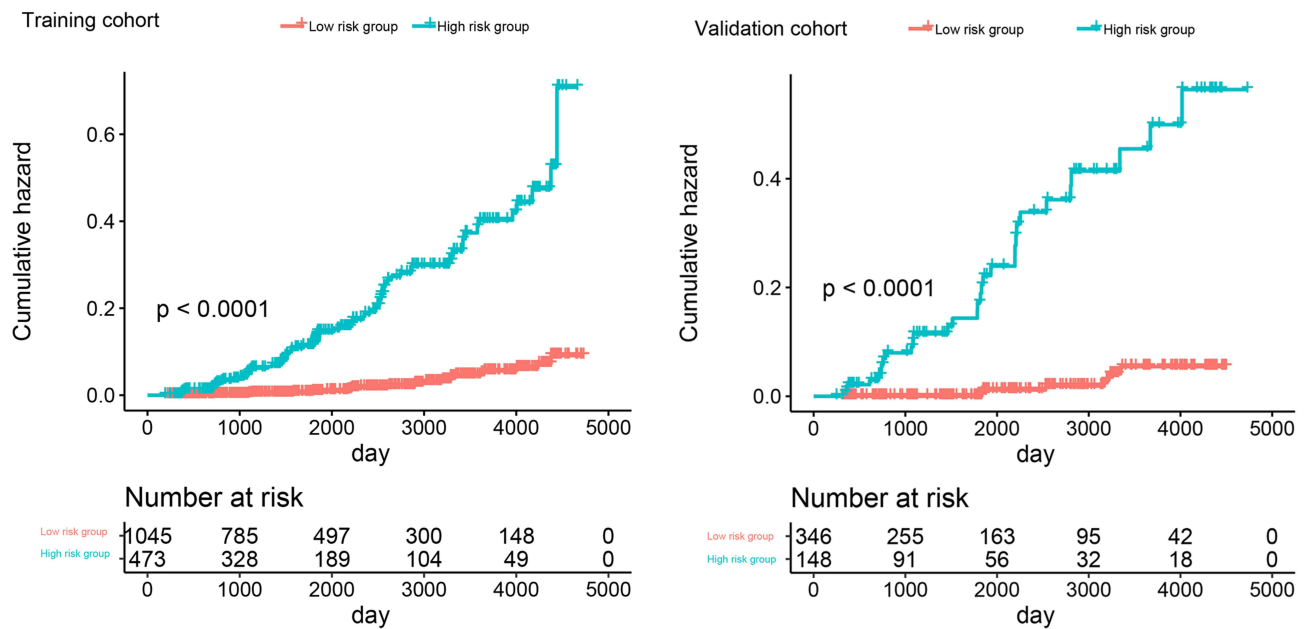 Training cohort
Low risk group High risk group
Cumulative hazard
0.6
0.4
0.2
0.0
p < 0.0001
0 1000 2000 3000 4000 5000
day
Number at risk
Low risk group 1045 785 497 300 148 0
High risk group 473 328 189 104 49 0
0 1000 2000 3000 4000 5000
day
Validation cohort
Low risk group High risk group
Cumulative hazard
0.4
0.2
0.0
p < 0.0001
0 1000 2000 3000 4000 5000
day
Number at risk
Low risk group 346 255 163 95 42 0
High risk group 148 91 56 32 18 0
0 1000 2000 3000 4000 5000
day